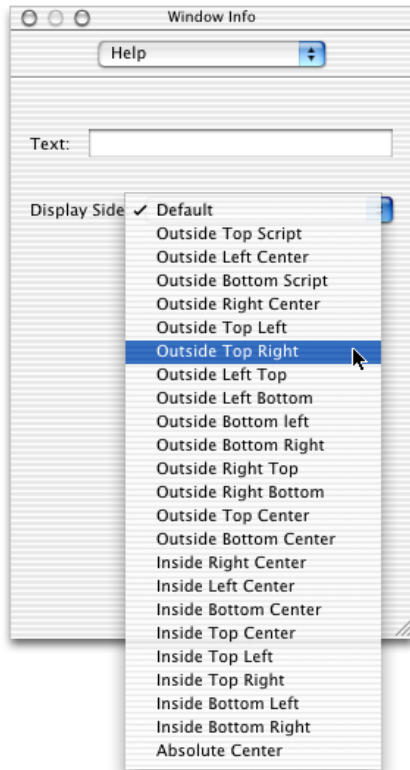 Window Info
Help
Text:
Display Side ✓ Default
Outside Top Script
Outside Left Center
Outside Bottom Script
Outside Right Center
Outside Top Left
Outside Top Right
Outside Left Top
Outside Left Bottom
Outside Bottom left
Outside Bottom Right
Outside Right Top
Outside Right Bottom
Outside Top Center
Outside Bottom Center
Inside Right Center
Inside Left Center
Inside Bottom Center
Inside Top Center
Inside Top Left
Inside Top Right
Inside Bottom Left
Inside Bottom Right
Absolute Center